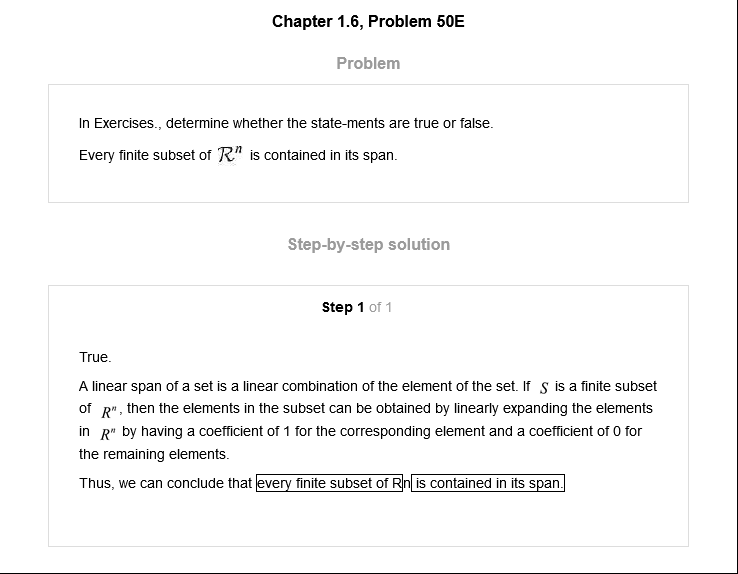 Chapter 1.6, Problem 50E
Problem
In Exercises., determine whether the state-ments are true or false.
Every finite subset of Rⁿ is contained in its span.
Step-by-step solution
Step 1 of 1
True.
A linear span of a set is a linear combination of the element of the set. If S is a finite subset
of Rⁿ, then the elements in the subset can be obtained by linearly expanding the elements
in Rⁿ by having a coefficient of 1 for the corresponding element and a coefficient of 0 for
the remaining elements.
Thus, we can conclude that every finite subset of Rn is contained in its span.